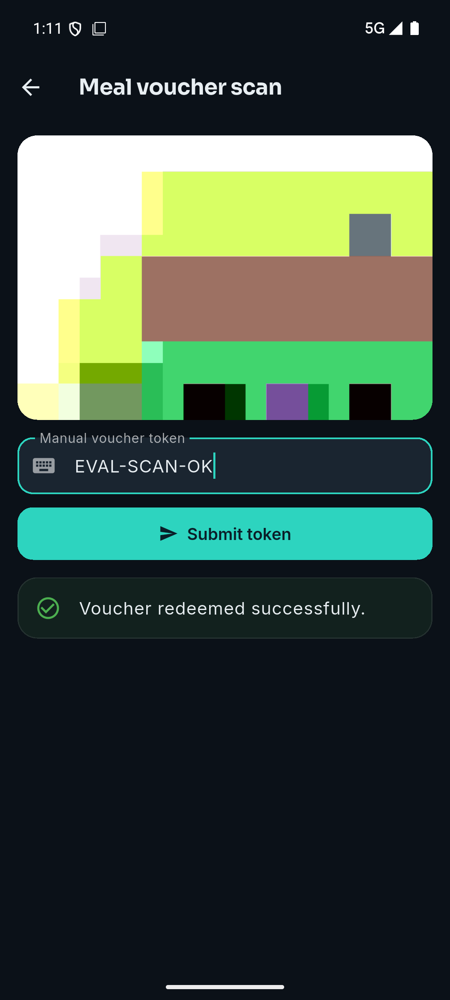 1:11 5G
Meal voucher scan
Manual voucher token
EVAL-SCAN-OK
Submit token
Voucher redeemed successfully.